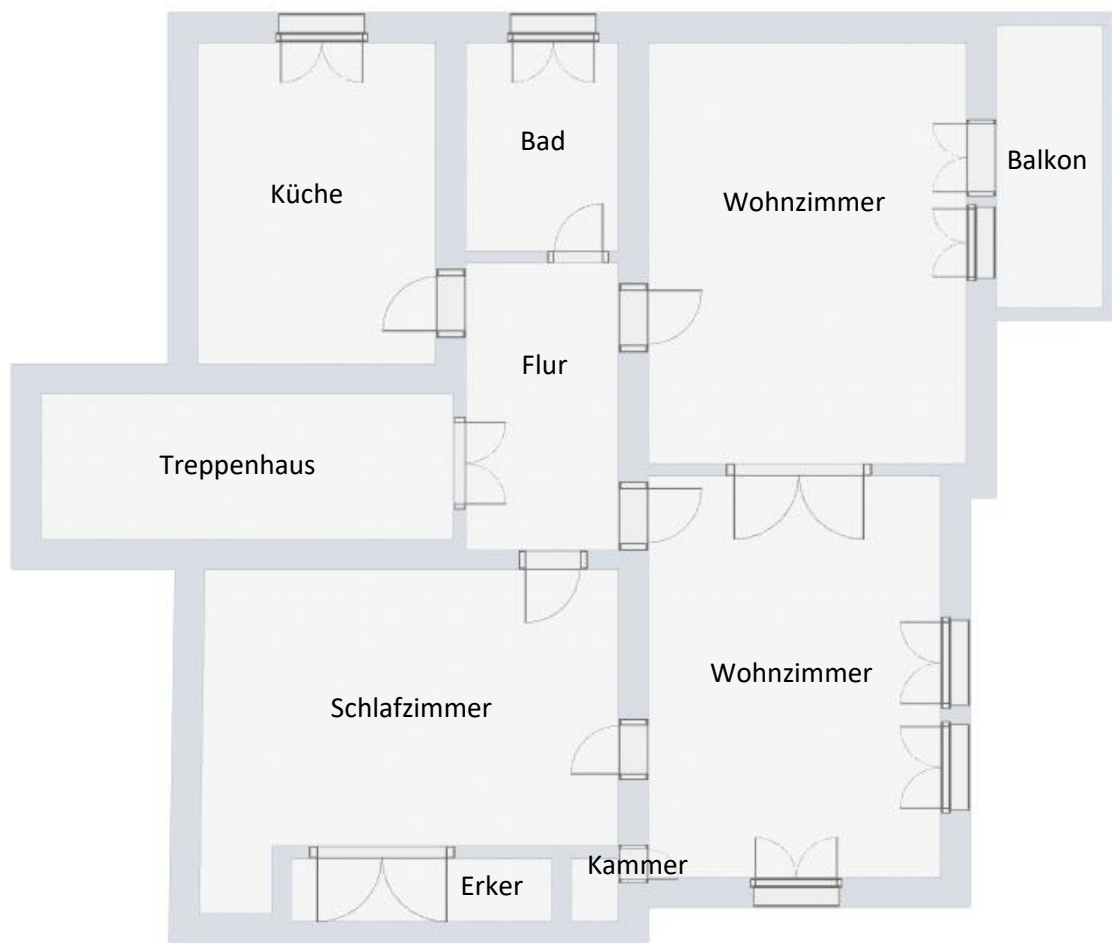 Bad
Küche
Wohnzimmer
Balkon
Flur
Treppenhaus
Wohnzimmer
Schlafzimmer
Kammer
Erker